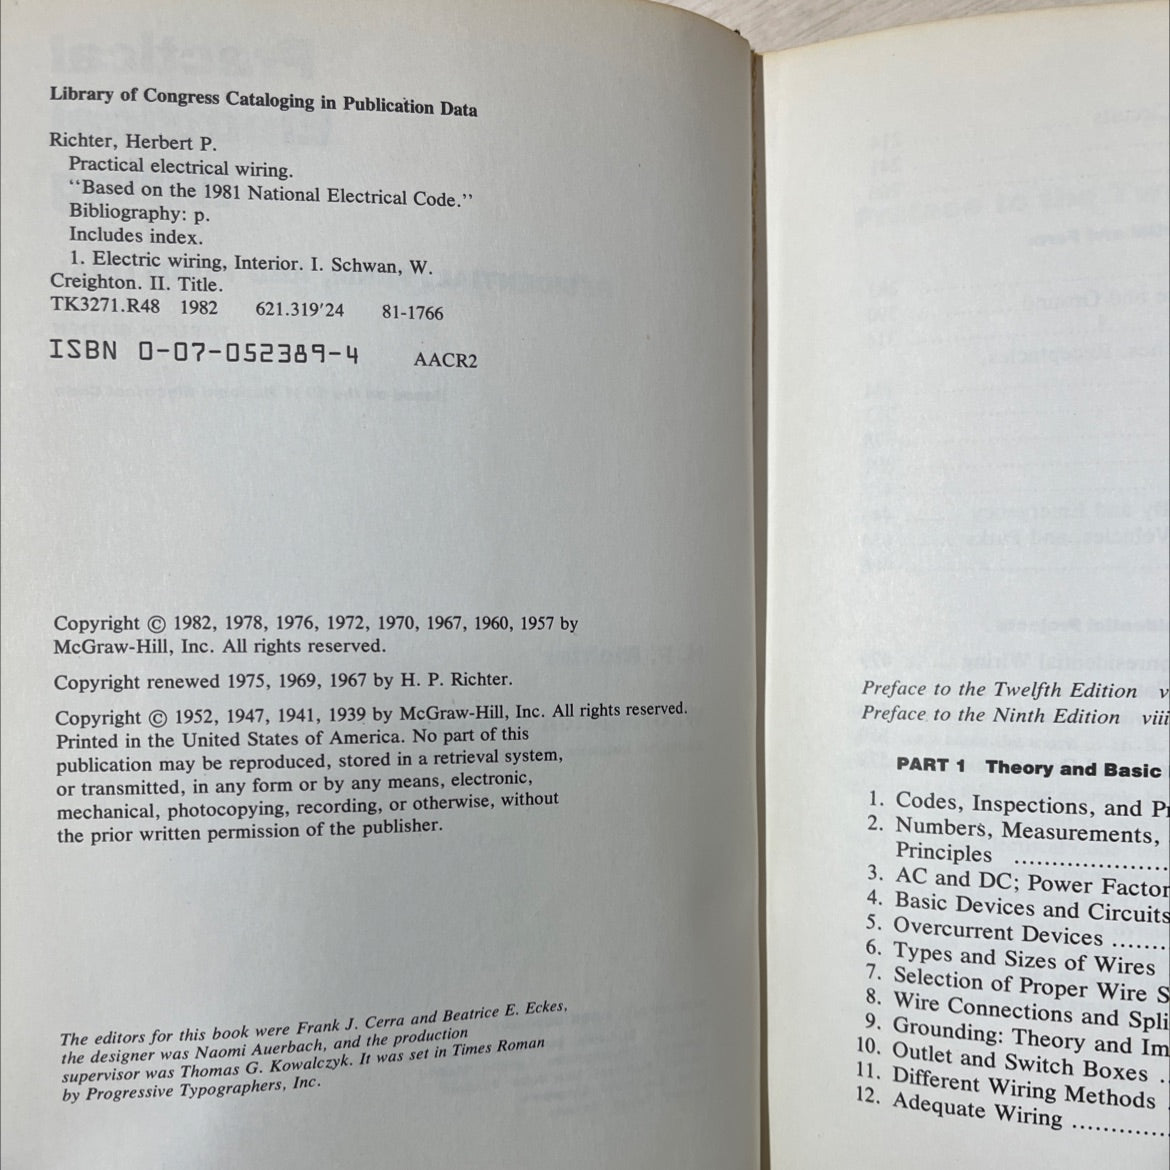 Library of Congress Cataloging in Publication Data
Richter, Herbert P.
Practical electrical wiring.
“Based on the 1981 National Electrical Code.”
Bibliography: p.
Includes index.
1. Electric wiring, Interior. I. Schwan, W.
Creighton. II. Title.
TK3271.R48 1982 621.319'24 81-1766
ISBN 0-07-052389-4 AACR2
Copyright © 1982, 1978, 1976, 1972, 1970, 1967, 1960, 1957 by
McGraw-Hill, Inc. All rights reserved.
Copyright renewed 1975, 1969, 1967 by H. P. Richter.
Copyright © 1952, 1947, 1941, 1939 by McGraw-Hill, Inc. All rights reserved.
Printed in the United States of America. No part of this
publication may be reproduced, stored in a retrieval system,
or transmitted, in any form or by any means, electronic,
mechanical, photocopying, recording, or otherwise, without
the prior written permission of the publisher.
The editors for this book were Frank J. Cerra and Beatrice E. Eckes,
the designer was Naomi Auerbach, and the production
supervisor was Thomas G. Kowalczyk. It was set in Times Roman
by Progressive Typographers, Inc.
Preface to the Twelfth Edition v
Preface to the Ninth Edition viii
PART 1 Theory and Basic
1. Codes, Inspections, and Pr
2. Numbers, Measurements,
Principles ....................
3. AC and DC; Power Factor
4. Basic Devices and Circuits
5. Overcurrent Devices ......
6. Types and Sizes of Wires
7. Selection of Proper Wire S
8. Wire Connections and Spli
9. Grounding: Theory and Im
10. Outlet and Switch Boxes ..
11. Different Wiring Methods .
12. Adequate Wiring .............